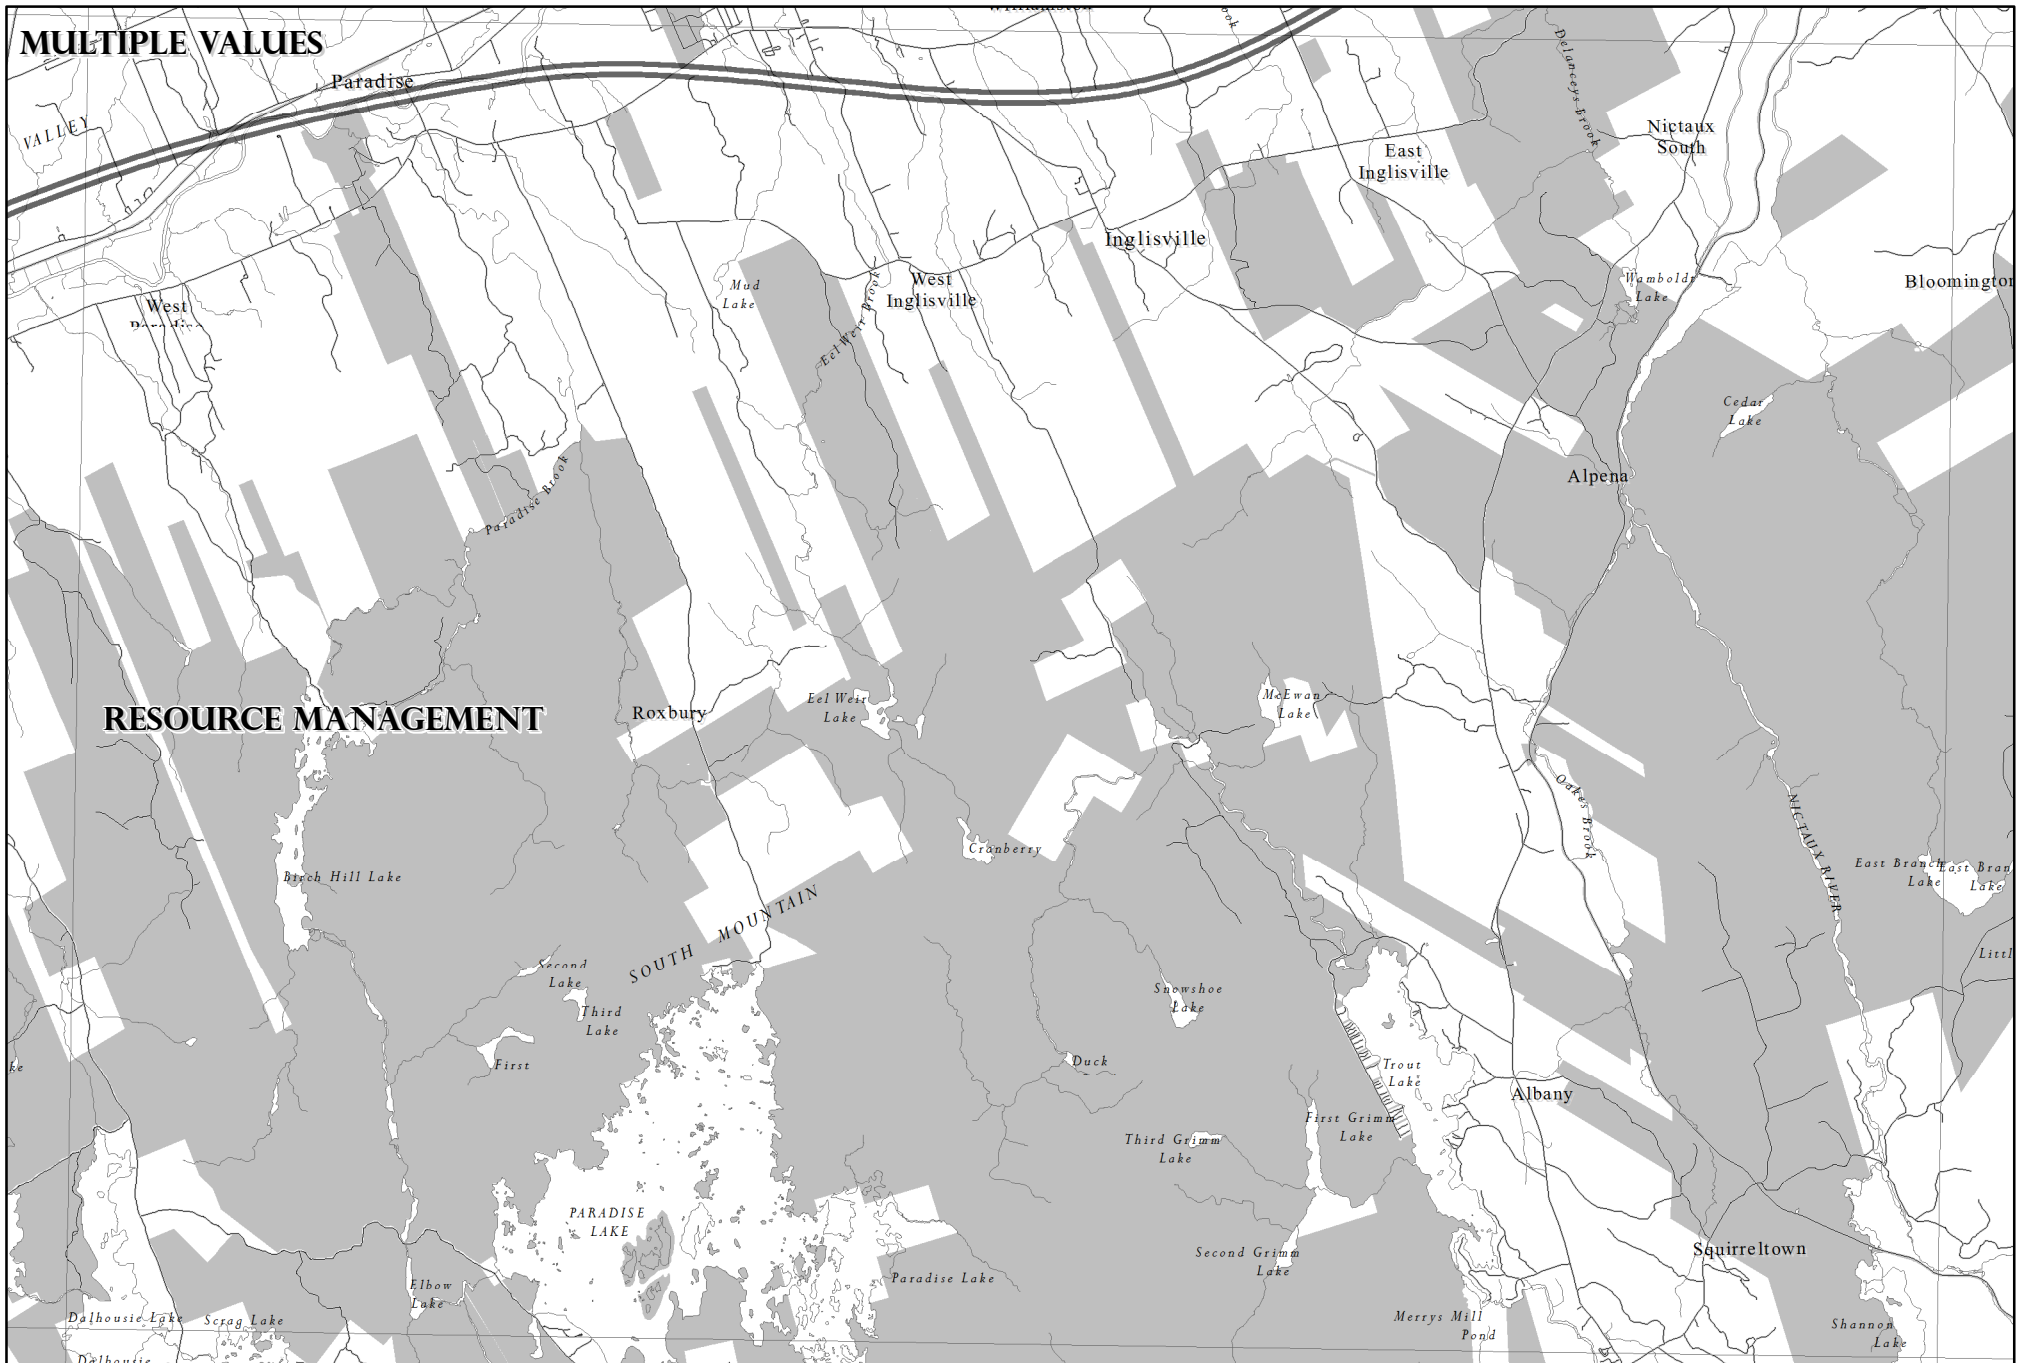 MULTIPLE VALUES
Paradise
VALLEY
Delanceys Brook
Nictaux
South
East
Inglisville
Inglisville
West
Inglisville
Mud
Lake
Eel Weir Brook
Wamboldt
Lake
Bloomington
West
Paradise
Cedar
Lake
Alpena
Paradise Brook
RESOURCE MANAGEMENT
Roxbury
Eel Weir
Lake
McEwan
Lake
Oakes Brook
NICTAUX RIVER
Cranberry
East Branch
Lake
East Bran
Lake
Birch Hill Lake
SOUTH MOUNTAIN
Littl
Second
Lake
Third
Lake
First
Snowshoe
Lake
Duck
Trout
Lake
ke
Albany
First Grimm
Lake
Third Grimm
Lake
PARADISE
LAKE
Second Grimm
Lake
Squirreltown
Paradise Lake
Elbow
Lake
Dalhousie Lake
Scrag Lake
Merrys Mill
Pond
Shannon
Lake
Dalhousie